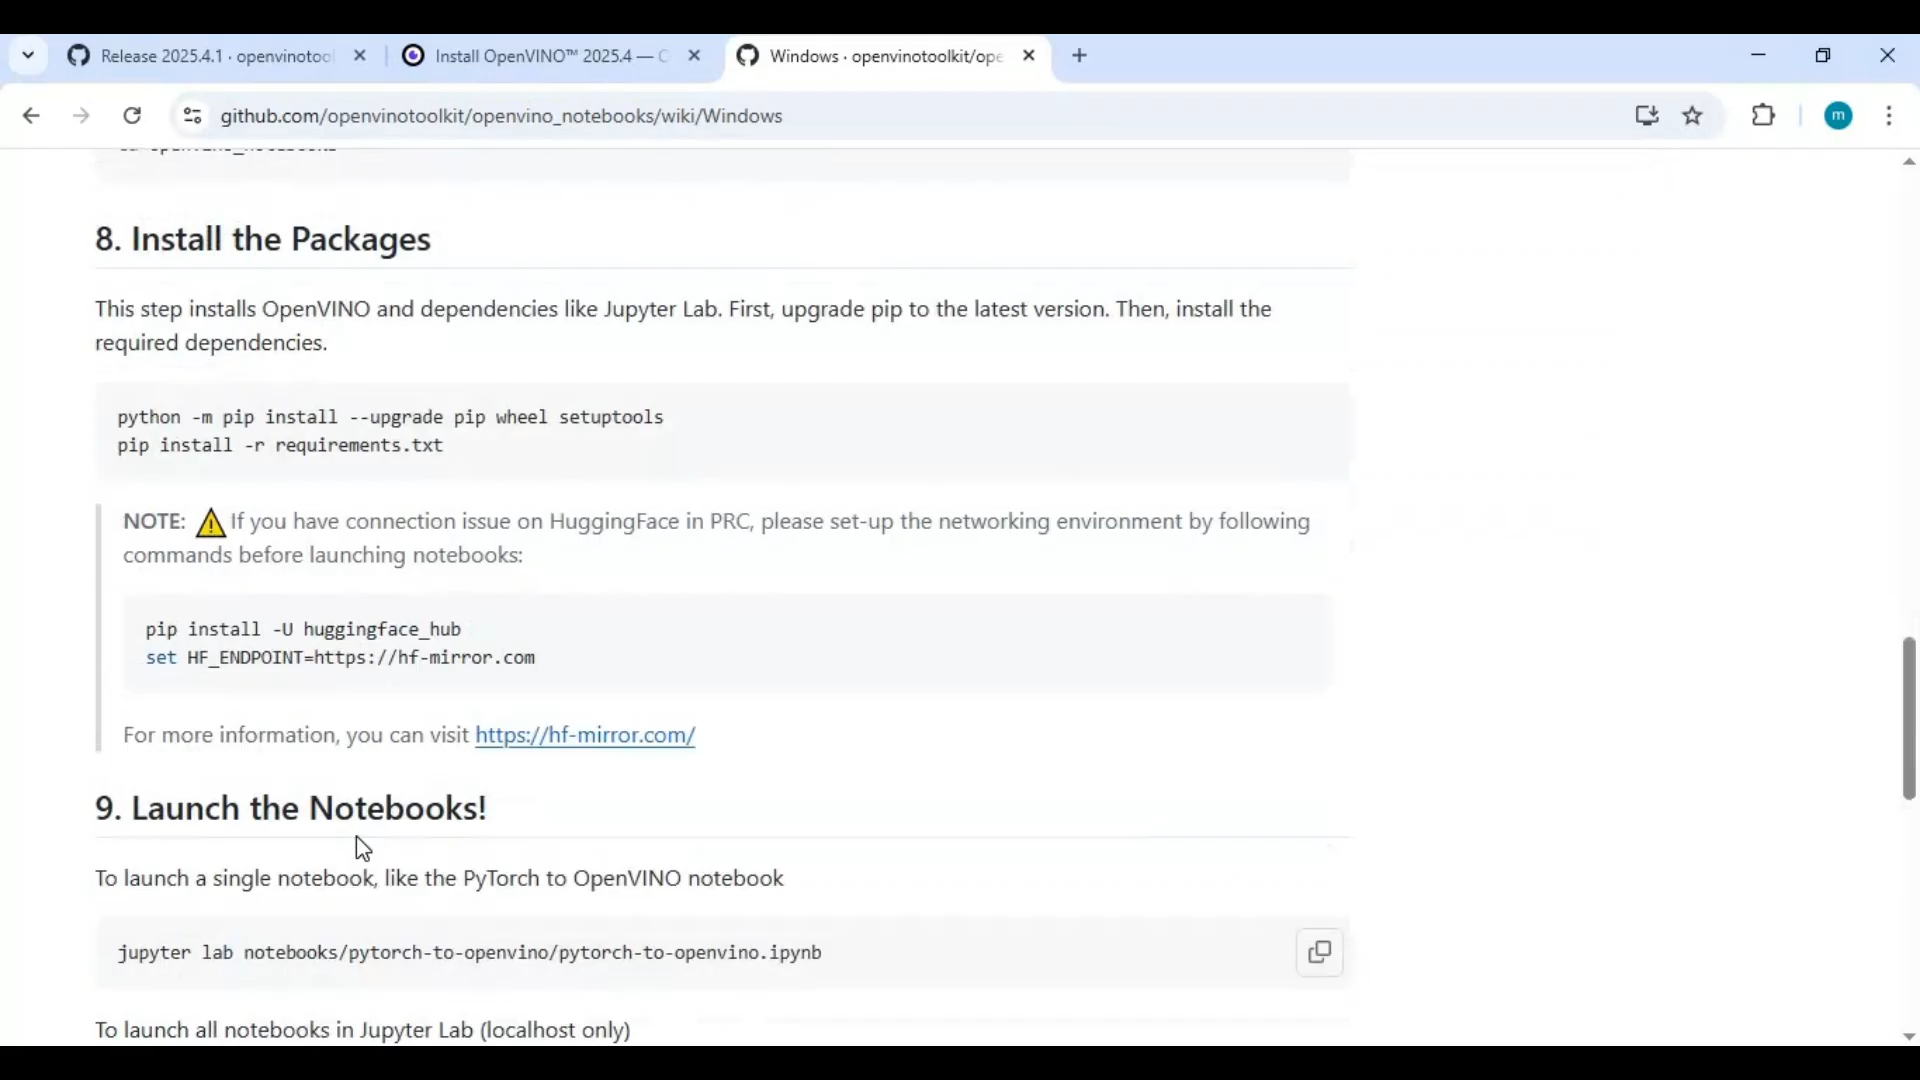 Release 2025.4.1 · openvinotool
Install OpenVINO™ 2025.4 — 
Windows · openvinotoolkit/ope
github.com/openvinotoolkit/openvino_notebooks/wiki/Windows
m
8. Install the Packages
This step installs OpenVINO and dependencies like Jupyter Lab. First, upgrade pip to the latest version. Then, install the
required dependencies.
python -m pip install --upgrade pip wheel setuptools
pip install -r requirements.txt
NOTE: If you have connection issue on HuggingFace in PRC, please set-up the networking environment by following
commands before launching notebooks:
pip install -U huggingface_hub
set HF_ENDPOINT=https://hf-mirror.com
For more information, you can visit https://hf-mirror.com/
9. Launch the Notebooks!
To launch a single notebook, like the PyTorch to OpenVINO notebook
jupyter lab notebooks/pytorch-to-openvino/pytorch-to-openvino.ipynb
To launch all notebooks in Jupyter Lab (localhost only)